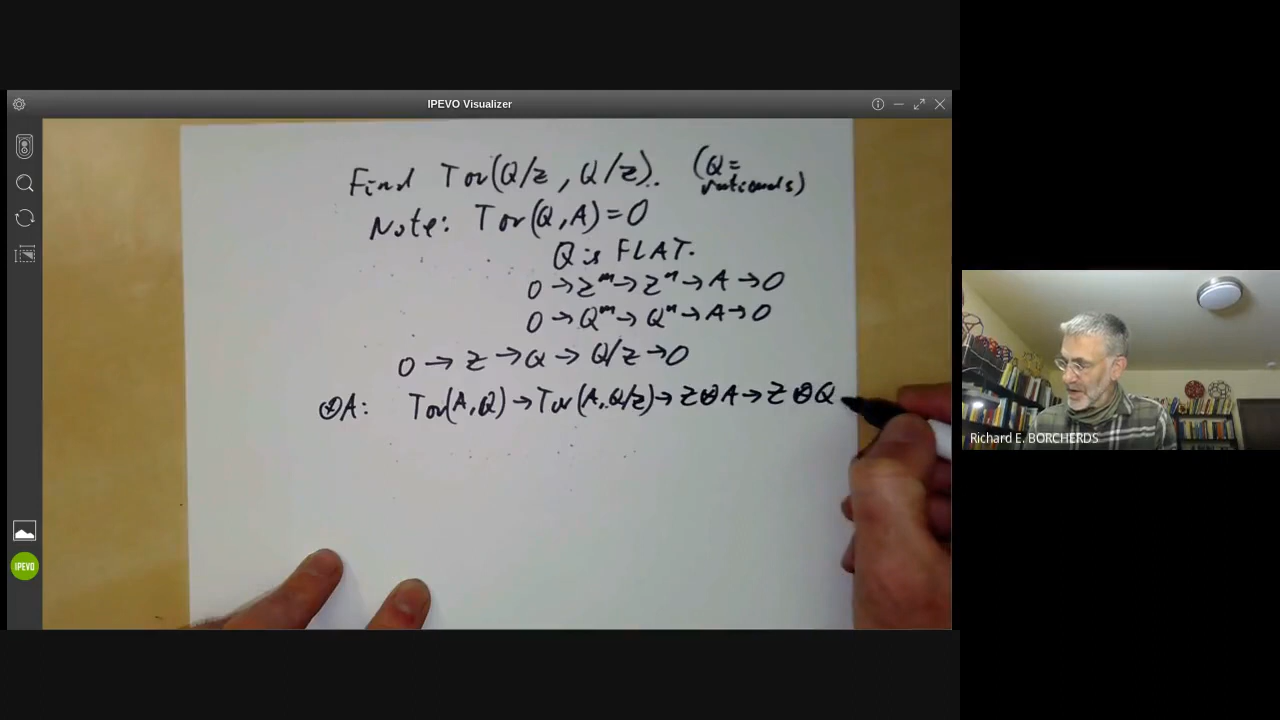 IPEVO Visualizer
Find Tor(Q/Z, Q/Z). (Q = rationals)
Note: Tor(Q, A) = 0
Q is FLAT.
0 → Z^m → Z^n → A → 0
0 → Q^m → Q^n → A → 0
0 → Z → Q → Q/Z → 0
⊗A: Tor(A, Q) → Tor(A, Q/Z) → Z⊗A → Z⊗Q
IPEVO
Richard E. BORCHERDS